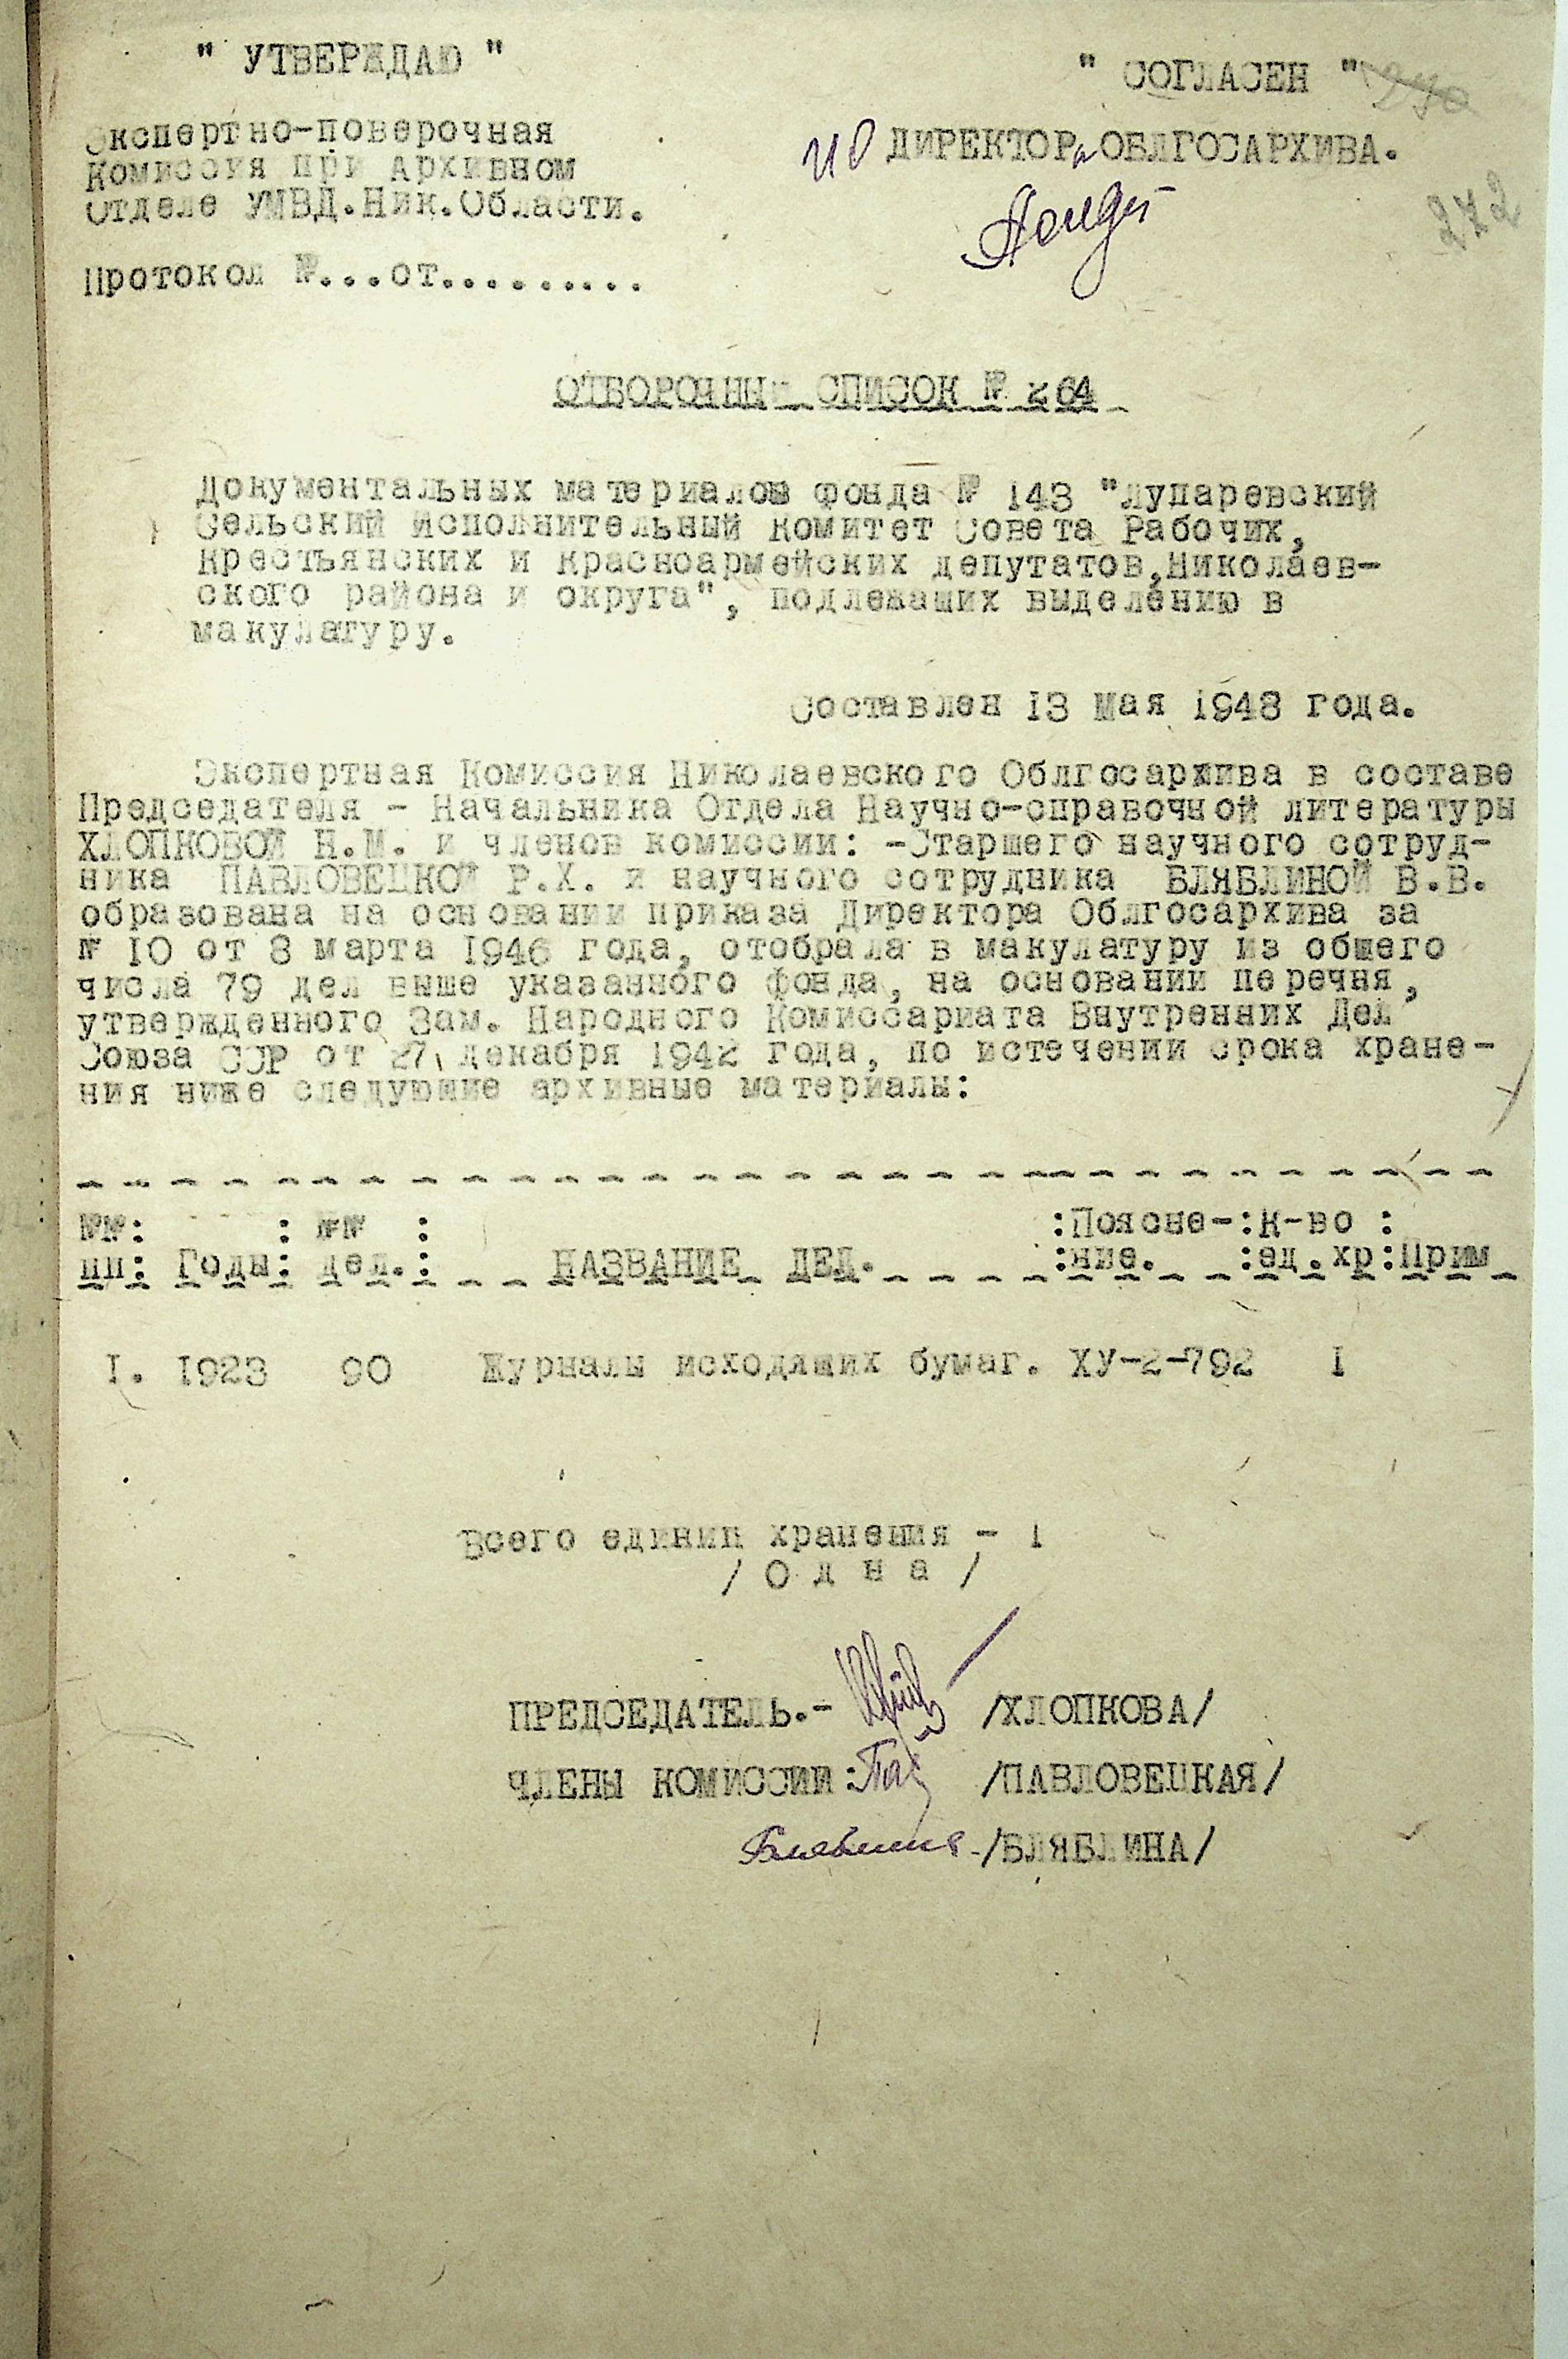 " УТВЕРЖДАЮ "
Экспертно-поверочная
Комиссия при Архивном
Отделе УМВД.Ник.Области.
Протокол №...от.........
" СОГЛАСЕН "
ИО ДИРЕКТОРа ОБЛГОСАРХИВА.
272
ОТБОРОЧНЫЙ СПИСОК № 264
Документальных материалов фонда № 143 "Лупаревский
Сельский Исполнительный Комитет Совета Рабочих,
Крестьянских и Красноармейских депутатов,Николаев-
ского района и округа", подлежащих выделению в
макулатуру.
Составлен 13 Мая 1948 года.
Экспертная Комиссия Николаевского Облгосархива в составе
Председателя - Начальника Отдела Научно-справочной литературы
ХЛОПКОВОЙ Н.М. и членов комиссии: -Старшего научного сотруд-
ника ПАВЛОВЕЦКОЙ Р.Х. и научного сотрудника БЛЯБЛИНОЙ В.В.
образована на основании приказа Директора Облгосархива за
№ 10 от 8 марта 1946 года, отобрала в макулатуру из общего
числа 79 дел выше указанного фонда, на основании перечня,
утвержденного Зам. Народного Комиссариата Внутренних Дел
Союза ССР от 27 декабря 1942 года, по истечении срока хране-
ния ниже следующие архивные материалы:
№№: : №№ : :Поясне-:К-во :
пп: Годы: дел.: НАЗВАНИЕ ДЕЛ. :ние. :ед.хр:Прим
I. 1923 90 Журналы исходящих бумаг. ХУ-2-792 I
Всего единиц хранения - 1
/ О д н а /
ПРЕДСЕДАТЕЛЬ.- /ХЛОПКОВА/
ЧЛЕНЫ КОМИССИИ: /ПАВЛОВЕЦКАЯ/
/БЛЯБЛИНА/